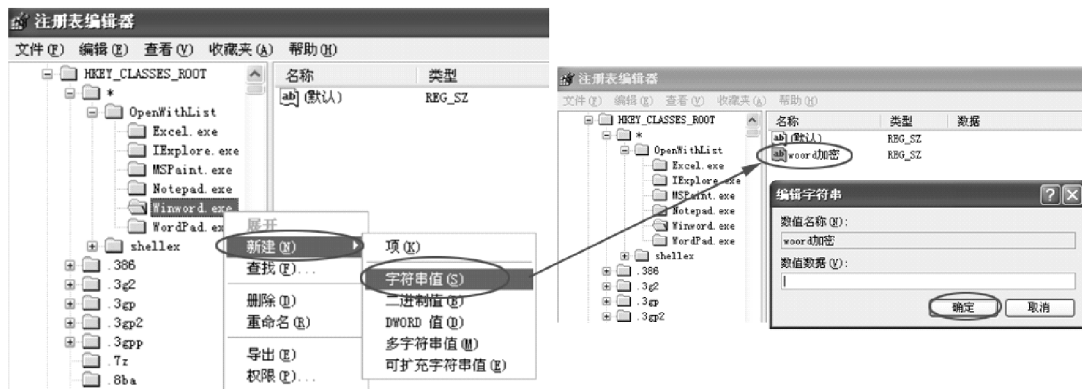 注册表编辑器
文件(F) 编辑(E) 查看(V) 收藏夹(A) 帮助(H)
HKEY_CLASSES_ROOT
*
OpenWithList
Excel.exe
IExplore.exe
MSPaint.exe
Notepad.exe
Winword.exe
WordPad.ex
shellex
.386
.3g2
.3gp
.3gp2
.3gpp
.7z
.8ba
名称 类型
ab (默认) REG_SZ
展开
新建(N)
查找(F)...
删除(D)
重命名(R)
导出(E)
权限(P)...
项(K)
字符串值(S)
二进制值(B)
DWORD 值(D)
多字符串值(M)
可扩充字符串值(E)
注册表编辑器
文件(F) 编辑(E) 查看(V) 收藏夹(A) 帮助(H)
HKEY_CLASSES_ROOT
*
OpenWithList
Excel.exe
IExplore.exe
MSPaint.exe
Notepad.exe
Winword.exe
WordPad.exe
shellex
.386
.3g2
.3gp
.3gp2
名称 类型 数据
ab (默认) REG_SZ
ab woord加密 REG_SZ
编辑字符串
数值名称(N):
woord加密
数值数据(V):
确定 取消